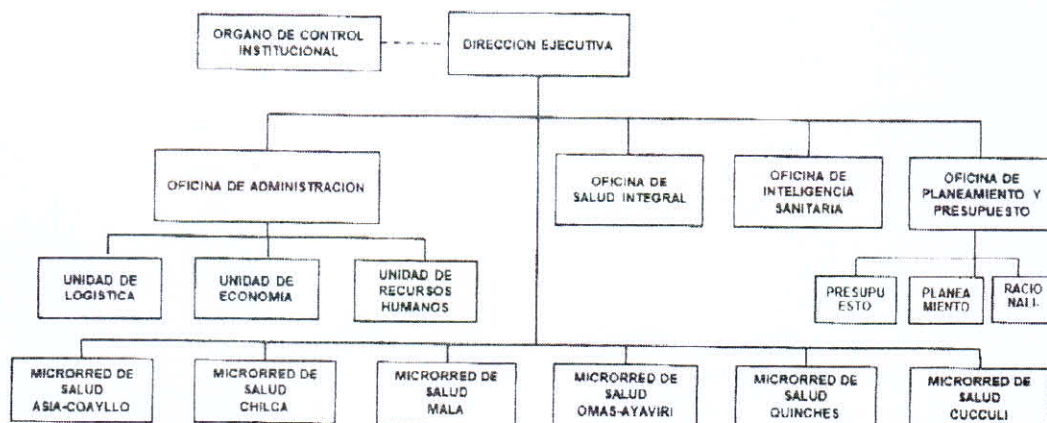 ORGANO DE CONTROL
INSTITUCIONAL
DIRECCION EJECUTIVA
OFICINA DE ADMINISTRACION
OFICINA DE
SALUD INTEGRAL
OFICINA DE
INTELIGENCIA
SANITARIA
OFICINA DE
PLANEAMIENTO Y
PRESUPUESTO
UNIDAD DE
LOGISTICA
UNIDAD DE
ECONOMIA
UNIDAD DE
RECURSOS
HUMANOS
PRESUPU
ESTO
PLANEA
MIENTO
RACIO
NALI.
MICRORRED DE
SALUD
ASIA-COAYLLO
MICRORRED DE
SALUD
CHILCA
MICRORRED DE
SALUD
MALA
MICRORRED DE
SALUD
OMAS-AYAVIRI
MICRORRED DE
SALUD
QUINCHES
MICRORRED DE
SALUD
CUCCULI